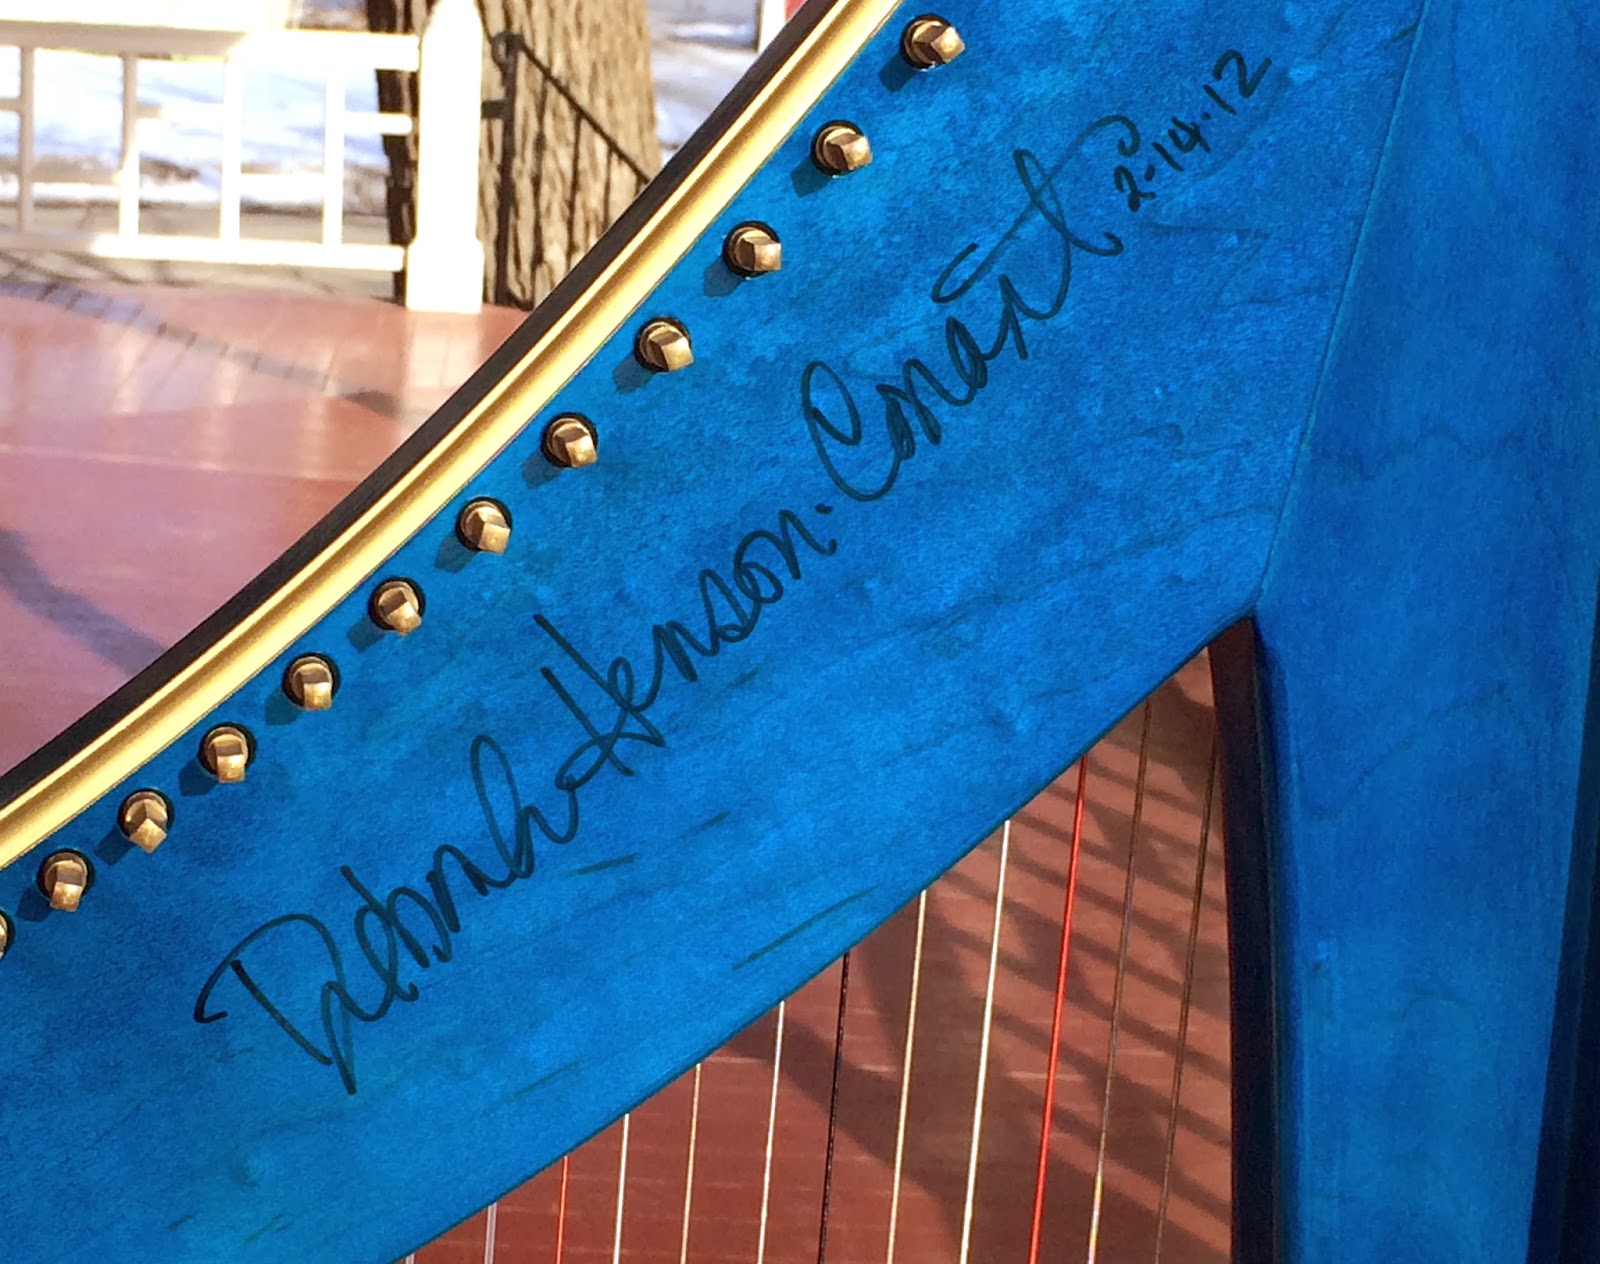 Deborah Henson-Conant 2-14-12